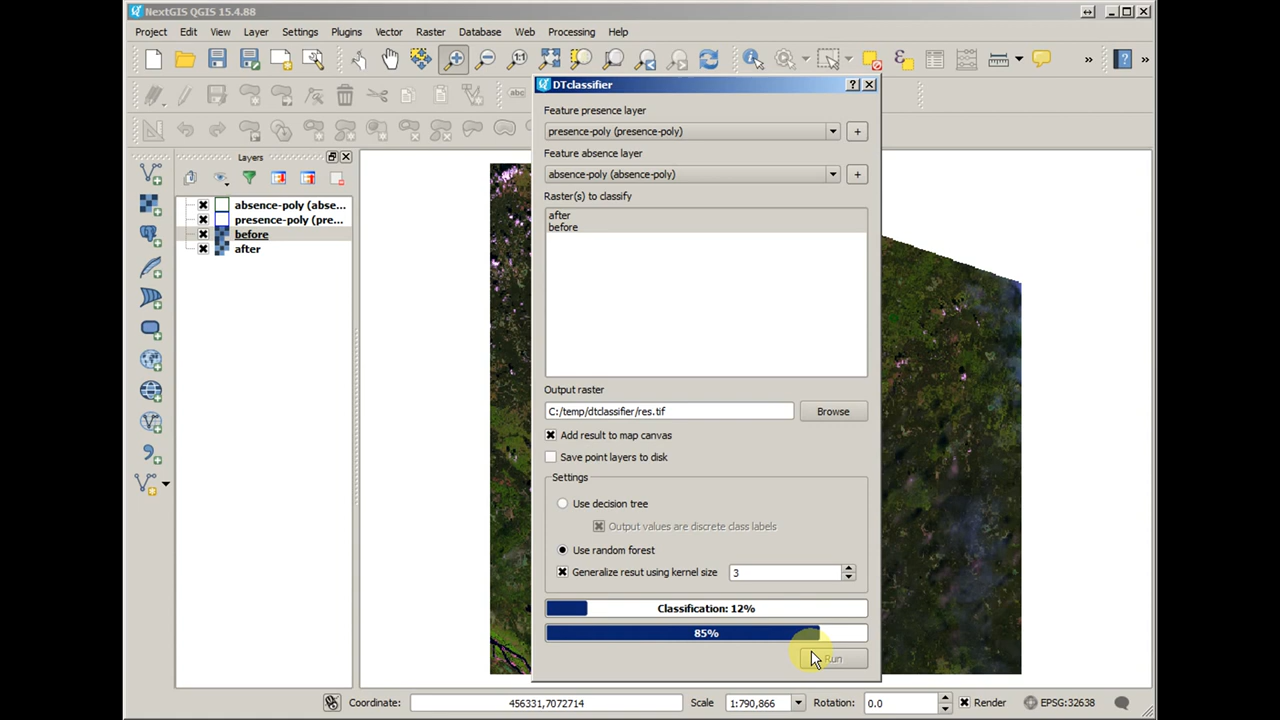 NextGIS QGIS 15.4.88
Project Edit View Layer Settings Plugins Vector Raster Database Web Processing Help
abc
Layers
absence-poly (abse...
presence-poly (pre...
before
after
DTclassifier
Feature presence layer
presence-poly (presence-poly)
Feature absence layer
absence-poly (absence-poly)
Raster(s) to classify
after
before
Output raster
C:/temp/dtclassifier/res.tif
Browse
Add result to map canvas
Save point layers to disk
Settings
Use decision tree
Output values are discrete class labels
Use random forest
Generalize resut using kernel size 3
Classification: 12%
85%
Run
Coordinate: 456331,7072714 Scale 1:790,866 Rotation: 0.0 Render EPSG:32638